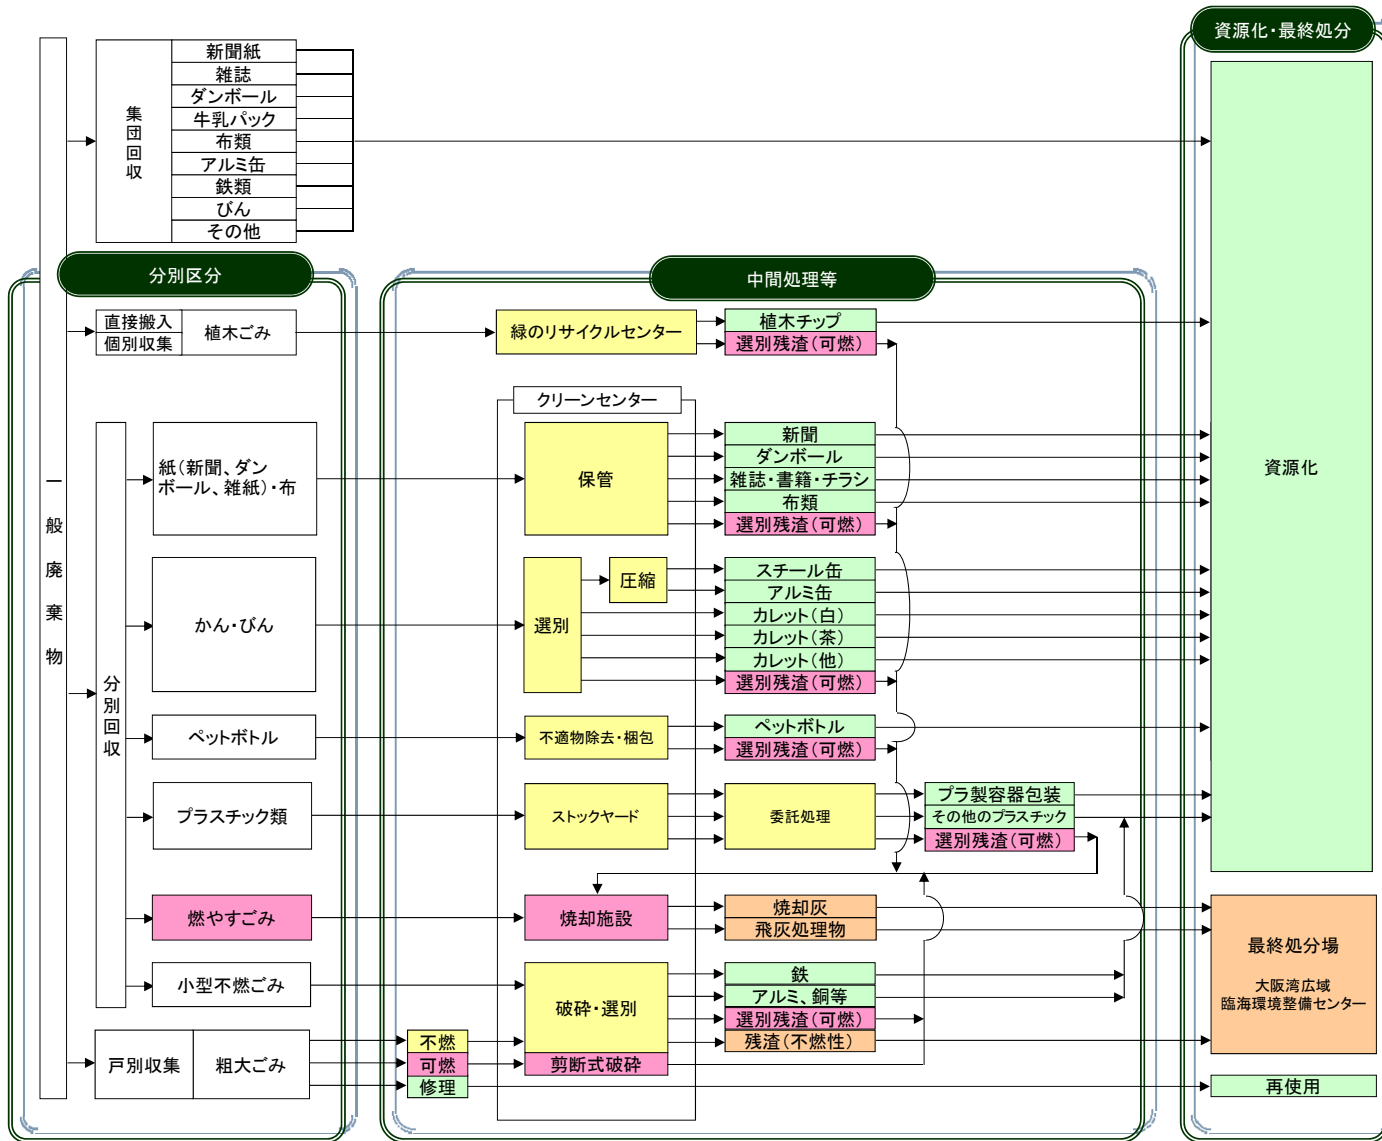 資源化・最終処分
一般廃棄物
集団回収
新聞紙
雑誌
ダンボール
牛乳パック
布類
アルミ缶
鉄類
びん
その他
分別区分
中間処理等
直接搬入
個別収集
植木ごみ
緑のリサイクルセンター
植木チップ
選別残渣(可燃)
クリーンセンター
分別回収
紙(新聞、ダン
ボール、雑紙)・布
保管
新聞
ダンボール
雑誌・書籍・チラシ
布類
選別残渣(可燃)
資源化
かん・びん
選別
圧縮
スチール缶
アルミ缶
カレット(白)
カレット(茶)
カレット(他)
選別残渣(可燃)
ペットボトル
不適物除去・梱包
ペットボトル
選別残渣(可燃)
プラスチック類
ストックヤード
委託処理
プラ製容器包装
その他のプラスチック
選別残渣(可燃)
燃やすごみ
焼却施設
焼却灰
飛灰処理物
最終処分場
大阪湾広域
臨海環境整備センター
小型不燃ごみ
破砕・選別
鉄
アルミ、銅等
選別残渣(可燃)
残渣(不燃性)
戸別収集
粗大ごみ
不燃
可燃
修理
剪断式破砕
再使用